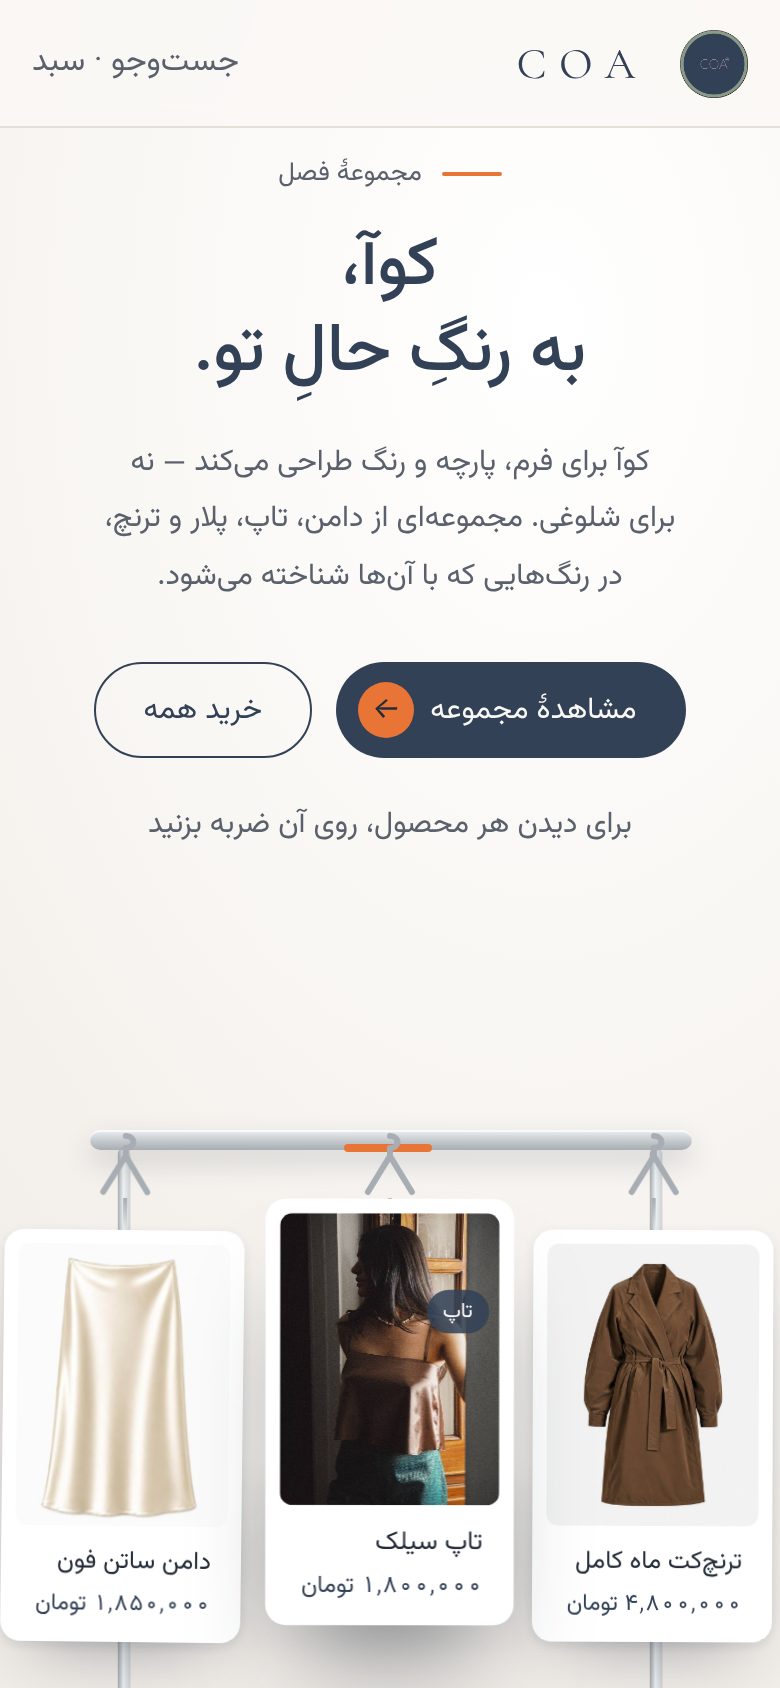 COA
COA
جست‌وجو · سبد
مجموعهٔ فصل
کوآ،
به رنگِ حالِ تو.
کوآ برای فرم، پارچه و رنگ طراحی می‌کند — نه
برای شلوغی. مجموعه‌ای از دامن، تاپ، پلار و ترنچ،
در رنگ‌هایی که با آن‌ها شناخته می‌شود.
مشاهدهٔ مجموعه ←
خرید همه
برای دیدن هر محصول، روی آن ضربه بزنید
ترنچ‌کت ماه کامل
۴,۸۰۰,۰۰۰ تومان
تاپ
تاپ سیلک
۱,۸۰۰,۰۰۰ تومان
دامن ساتن فون
۱,۸۵۰,۰۰۰ تومان